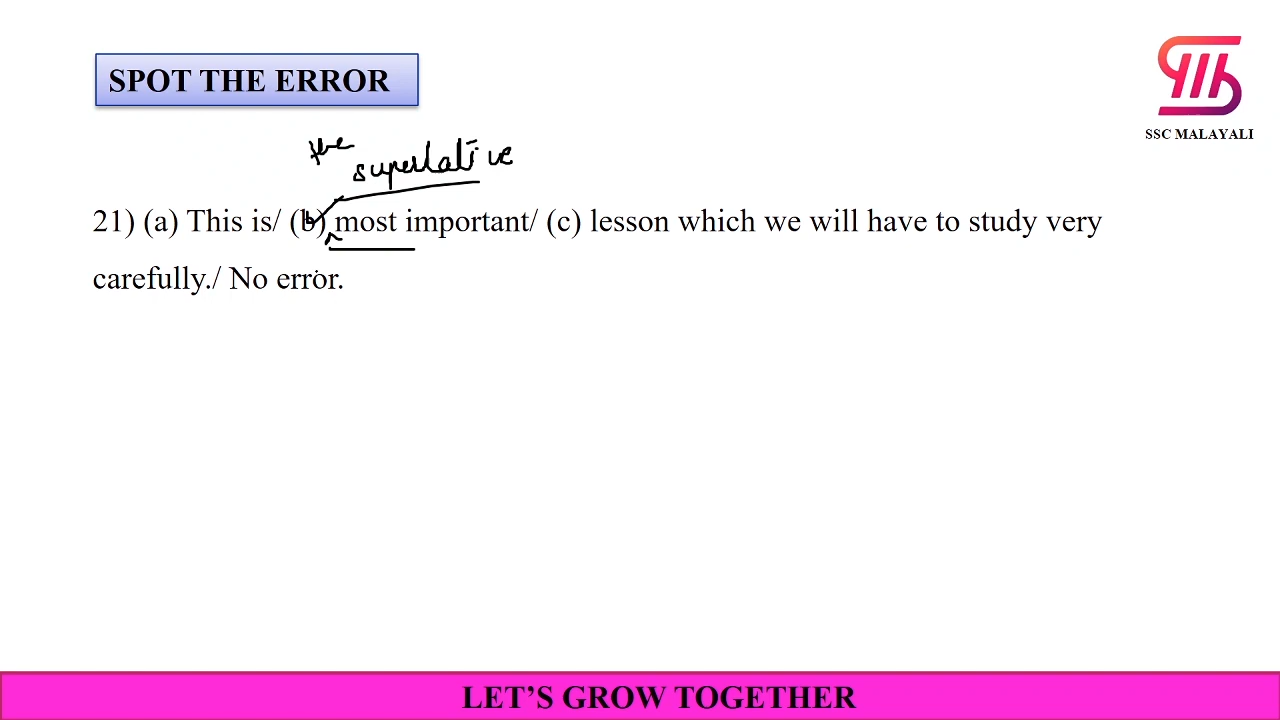 SPOT THE ERROR
SSC MALAYALI
the
superlative
21) (a) This is/ (b) most important/ (c) lesson which we will have to study very
carefully./ No error.
LET’S GROW TOGETHER